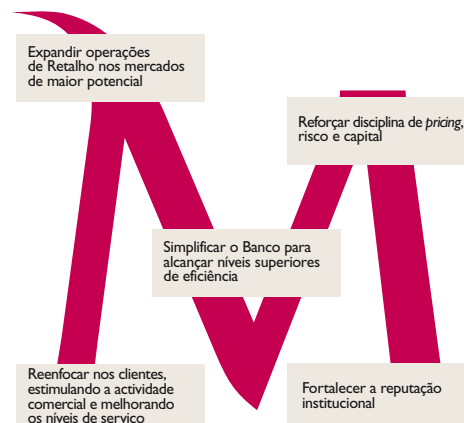 Expandir operações
de Retalho nos mercados
de maior potencial
Reforçar disciplina de pricing,
risco e capital
Simplificar o Banco para
alcançar níveis superiores
de eficiência
Reenfocar nos clientes,
estimulando a actividade
comercial e melhorando
os níveis de serviço
Fortalecer a reputação
institucional